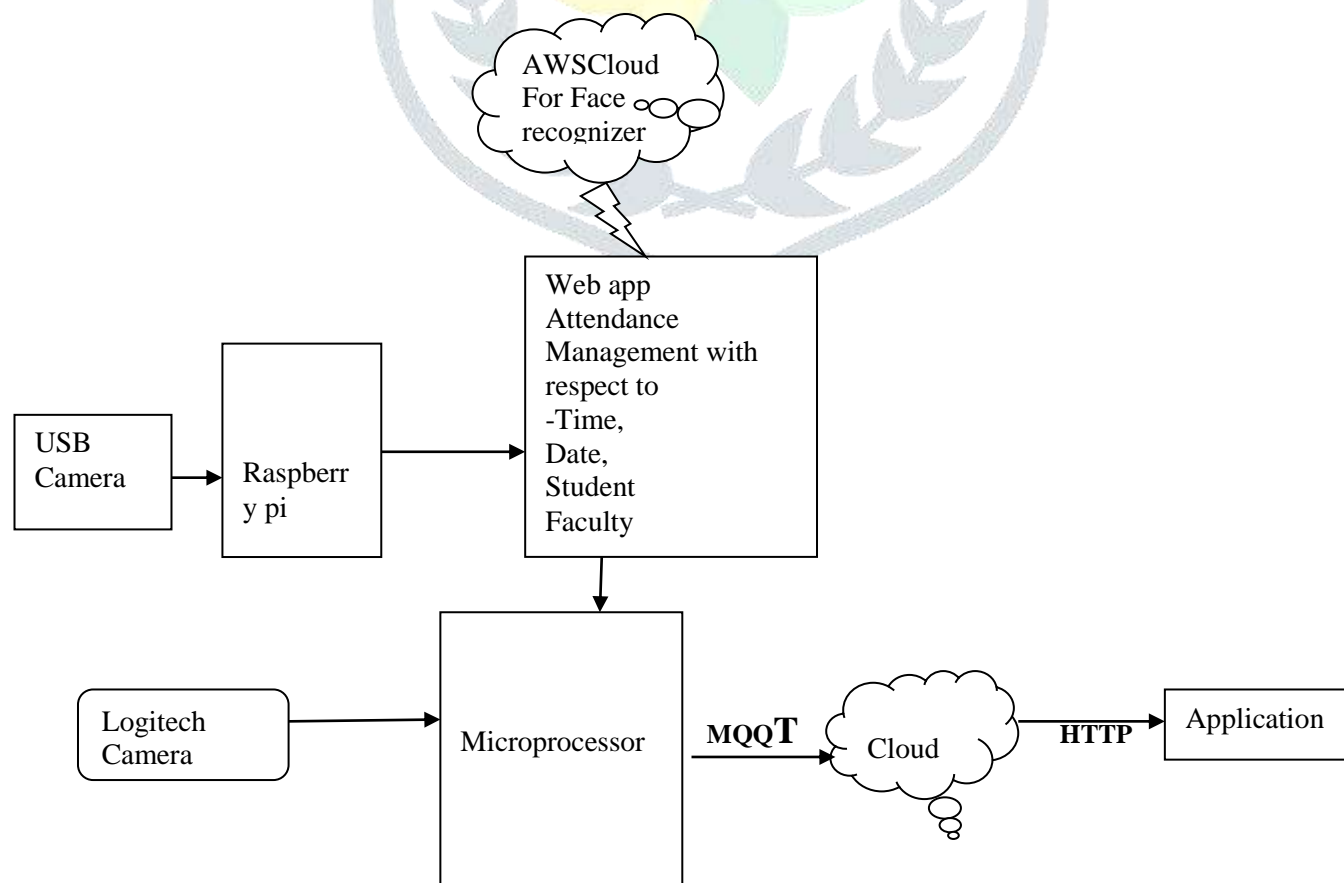 AWSCloud
For Face
recognizer
Web app
Attendance
Management with
respect to
-Time,
Date,
Student
Faculty
USB
Camera
Raspberr
y pi
Logitech
Camera
Microprocessor
MQQT
Cloud
HTTP
Application